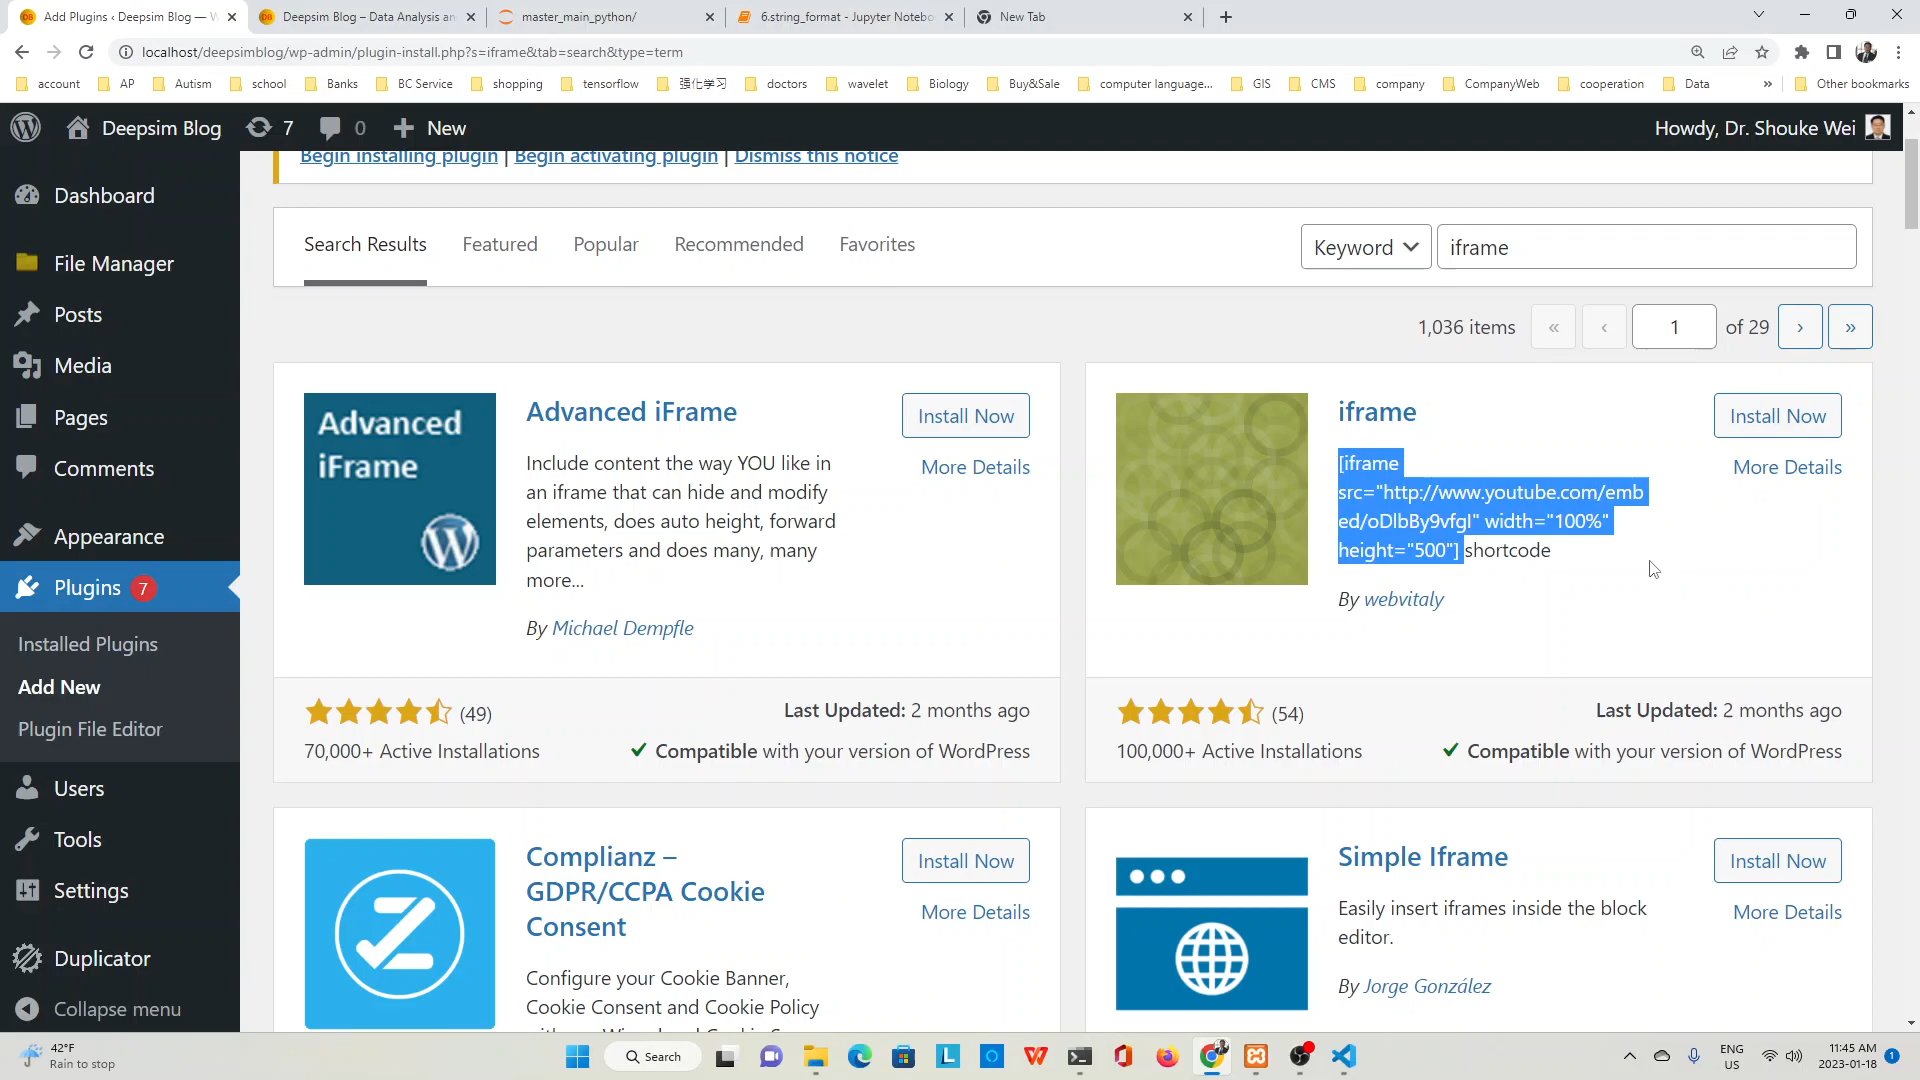 Add Plugins ‹ Deepsim Blog — W
Deepsim Blog – Data Analysis an
master_main_python/
6.string_format - Jupyter Notebo
New Tab
localhost/deepsimblog/wp-admin/plugin-install.php?s=iframe&tab=search&type=term
account
AP
Autism
school
Banks
BC Service
shopping
tensorflow
强化学习
doctors
wavelet
Biology
Buy&Sale
computer language...
GIS
CMS
company
CompanyWeb
cooperation
Data
»
Other bookmarks
Deepsim Blog
7
0
New
Howdy, Dr. Shouke Wei
Begin installing plugin | Begin activating plugin | Dismiss this notice
Dashboard
File Manager
Posts
Media
Pages
Comments
Appearance
Plugins 7
Installed Plugins
Add New
Plugin File Editor
Users
Tools
Settings
Duplicator
Collapse menu
Search Results
Featured
Popular
Recommended
Favorites
Keyword
iframe
1,036 items
«
‹
1
of 29
›
»
Advanced
iFrame
Advanced iFrame
Include content the way YOU like in
an iframe that can hide and modify
elements, does auto height, forward
parameters and does many, many
more...
By Michael Dempfle
Install Now
More Details
(49)
70,000+ Active Installations
Last Updated: 2 months ago
Compatible with your version of WordPress
iframe
[iframe
src="http://www.youtube.com/emb
ed/oDlbBy9vfgI" width="100%"
height="500"] shortcode
By webvitaly
Install Now
More Details
(54)
100,000+ Active Installations
Last Updated: 2 months ago
Compatible with your version of WordPress
Complianz –
GDPR/CCPA Cookie
Consent
Configure your Cookie Banner,
Cookie Consent and Cookie Policy
Install Now
More Details
Simple Iframe
Easily insert iframes inside the block
editor.
By Jorge González
Install Now
More Details
42°F
Rain to stop
Search
ENG
US
11:45 AM
2023-01-18
1